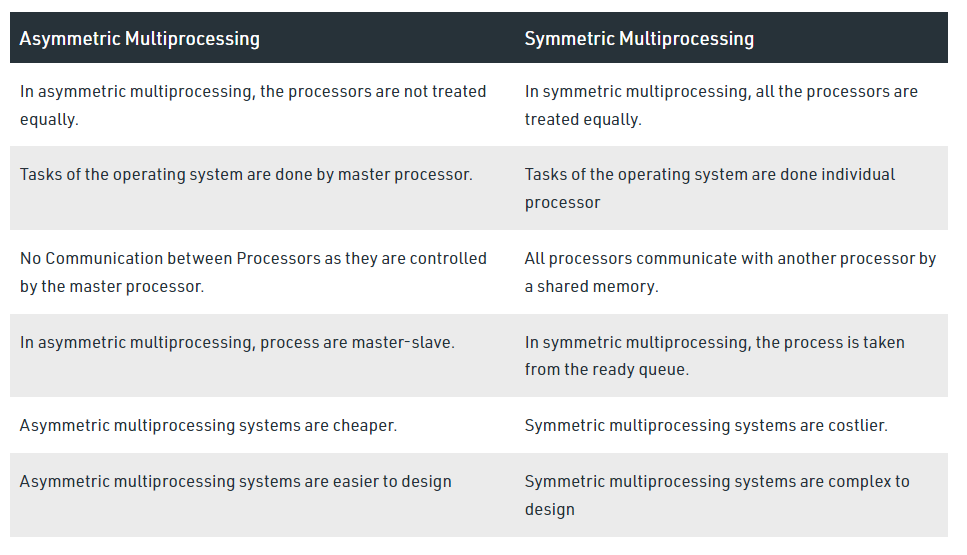 Asymmetric Multiprocessing
Symmetric Multiprocessing
In asymmetric multiprocessing, the processors are not treated
equally.
In symmetric multiprocessing, all the processors are
treated equally.
Tasks of the operating system are done by master processor.
Tasks of the operating system are done individual
processor
No Communication between Processors as they are controlled
by the master processor.
All processors communicate with another processor by
a shared memory.
In asymmetric multiprocessing, process are master-slave.
In symmetric multiprocessing, the process is taken
from the ready queue.
Asymmetric multiprocessing systems are cheaper.
Symmetric multiprocessing systems are costlier.
Asymmetric multiprocessing systems are easier to design
Symmetric multiprocessing systems are complex to
design